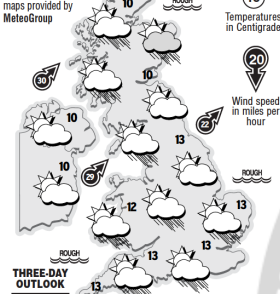 maps provided by
MeteoGroup
10
ROUGH
Temperatures
in Centigrade
30
10
20
10
22
Wind speed
in miles per
hour
13
10
29
ROUGH
12
13
ROUGH
13
13
THREE-DAY
OUTLOOK
13